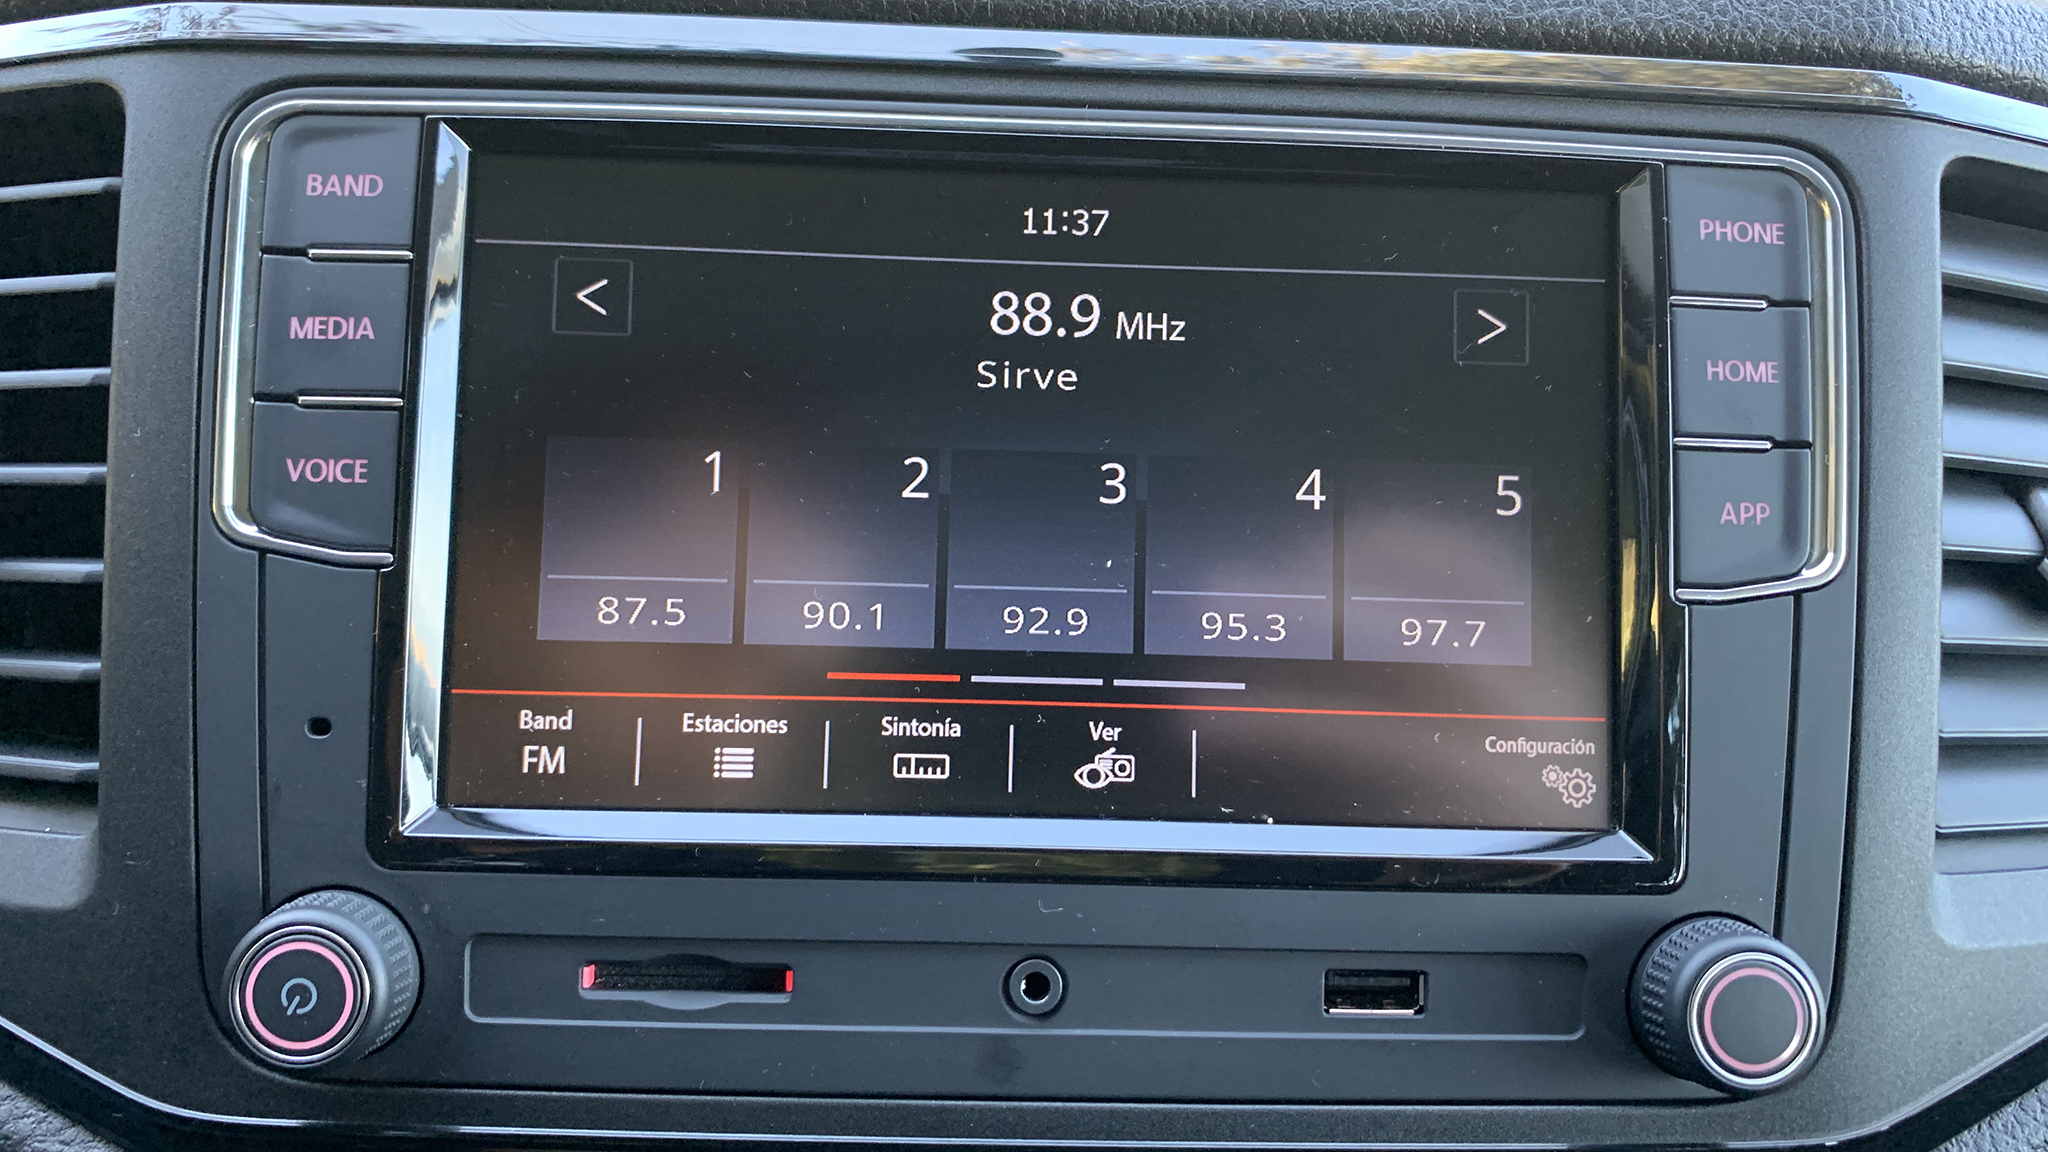 BAND
MEDIA
VOICE
11:37
<
88.9 MHz
>
Sirve
1
2
3
4
5
87.5
90.1
92.9
95.3
97.7
Band
FM
Estaciones
Sintonía
Ver
Configuración
PHONE
HOME
APP